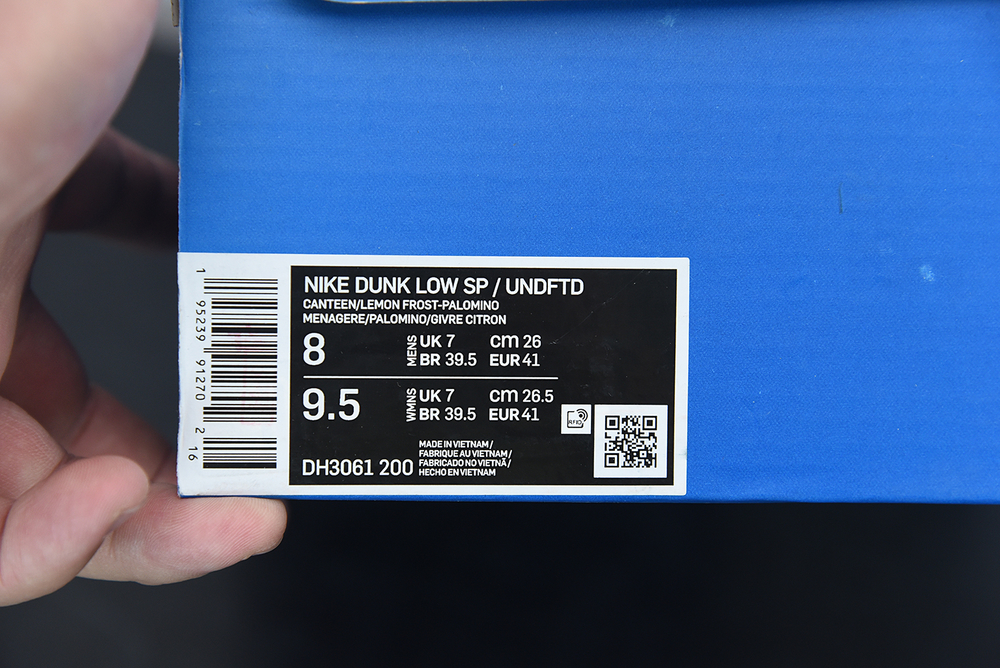 NIKE DUNK LOW SP / UNDFTD
CANTEEN/LEMON FROST-PALOMINO
MENAGERE/PALOMINO/GIVRE CITRON
8 MENS UK 7 cm 26
BR 39.5 EUR 41
9.5 WMNS UK 7 cm 26.5
BR 39.5 EUR 41
RFID
MADE IN VIETNAM /
FABRIQUE AU VIETNAM /
FABRICADO NO VIETNÃ /
HECHO EN VIETNAM
DH3061 200
1 95239 91270 2 16